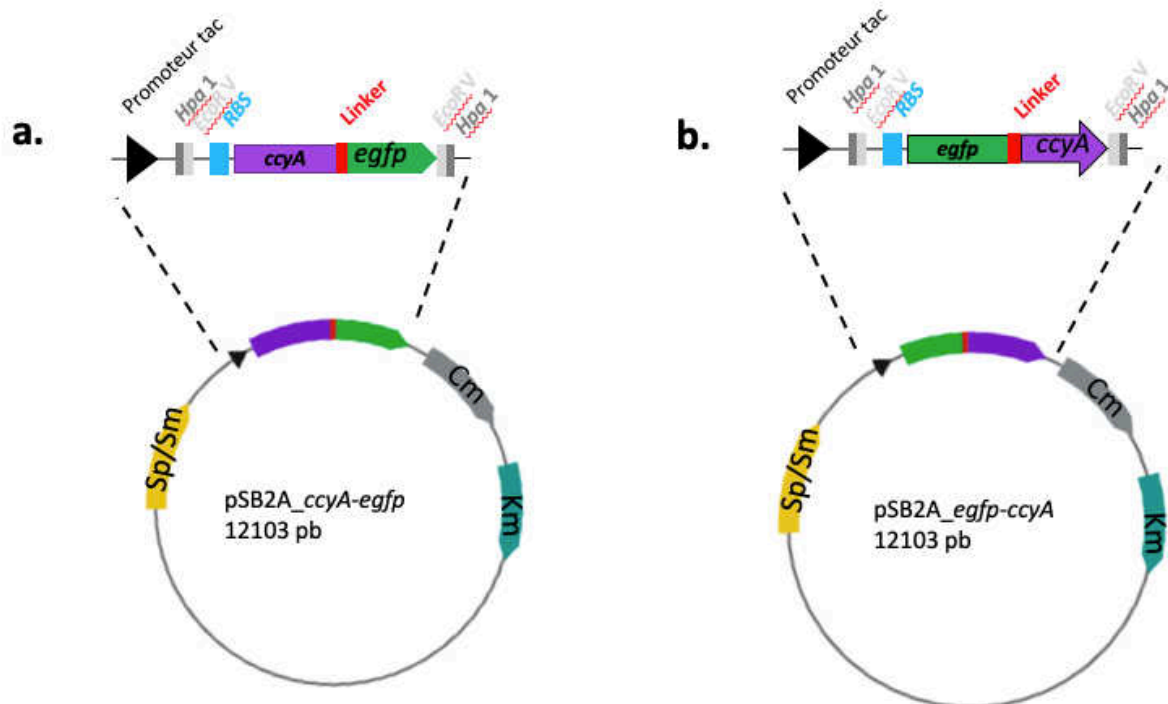 a.
Promoteur tac
Hpa 1
EcoR V
RBS
Linker
EcoR V
Hpa 1
ccyA
egfp
Sp/Sm
Cm
Km
pSB2A_ccyA-egfp
12103 pb
b.
Promoteur tac
Hpa 1
EcoR V
RBS
Linker
EcoR V
Hpa 1
egfp
ccyA
Sp/Sm
Cm
Km
pSB2A_egfp-ccyA
12103 pb